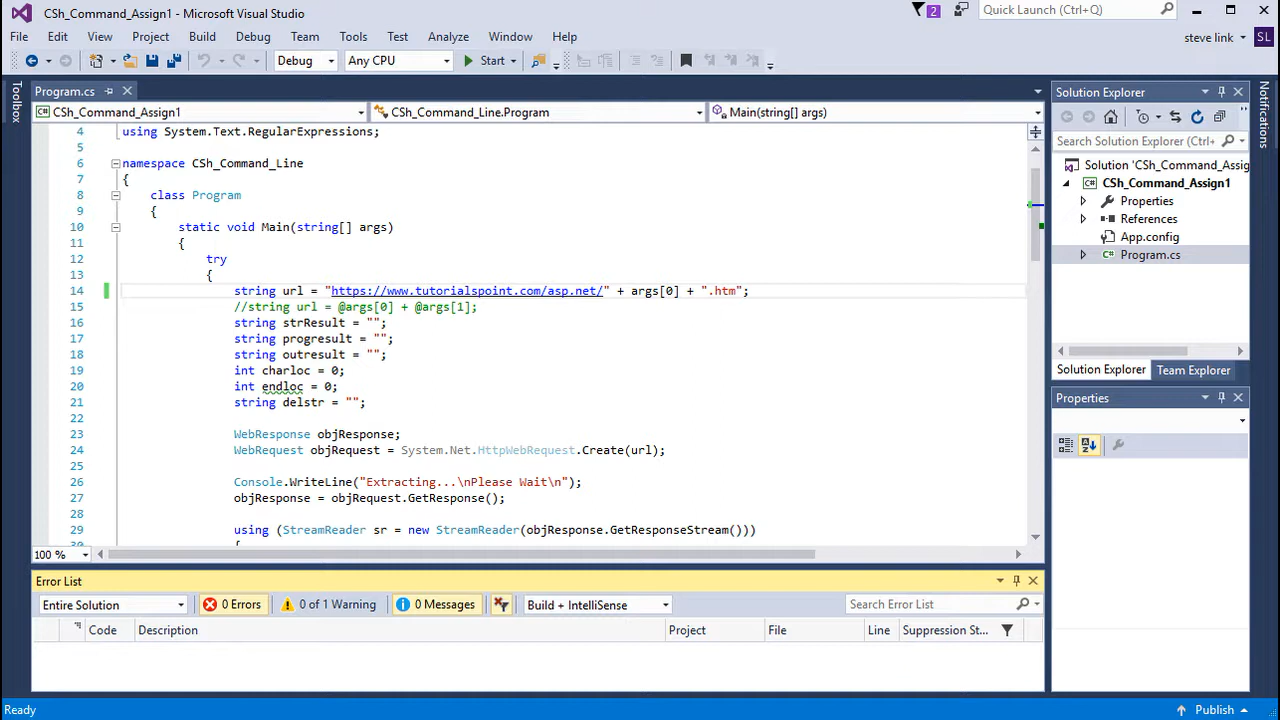 CSh_Command_Assign1 - Microsoft Visual Studio
2
Quick Launch (Ctrl+Q)
File Edit View Project Build Debug Team Tools Test Analyze Window Help
steve link SL
Debug Any CPU Start
Toolbox
Program.cs
CSh_Command_Assign1 CSh_Command_Line.Program Main(string[] args)
4 using System.Text.RegularExpressions;
5
6 namespace CSh_Command_Line
7 {
8 class Program
9 {
10 static void Main(string[] args)
11 {
12 try
13 {
14 string url = "https://www.tutorialspoint.com/asp.net/" + args[0] + ".htm";
15 //string url = @args[0] + @args[1];
16 string strResult = "";
17 string progresult = "";
18 string outresult = "";
19 int charloc = 0;
20 int endloc = 0;
21 string delstr = "";
22
23 WebResponse objResponse;
24 WebRequest objRequest = System.Net.HttpWebRequest.Create(url);
25
26 Console.WriteLine("Extracting...\nPlease Wait\n");
27 objResponse = objRequest.GetResponse();
28
29 using (StreamReader sr = new StreamReader(objResponse.GetResponseStream()))
30 {
100 %
Solution Explorer
Search Solution Explorer (Ctrl+
Solution 'CSh_Command_Assig
CSh_Command_Assign1
Properties
References
App.config
Program.cs
Solution Explorer Team Explorer
Properties
Notifications
Error List
Entire Solution 0 Errors 0 of 1 Warning 0 Messages Build + IntelliSense Search Error List
Code Description Project File Line Suppression St...
Ready
Publish